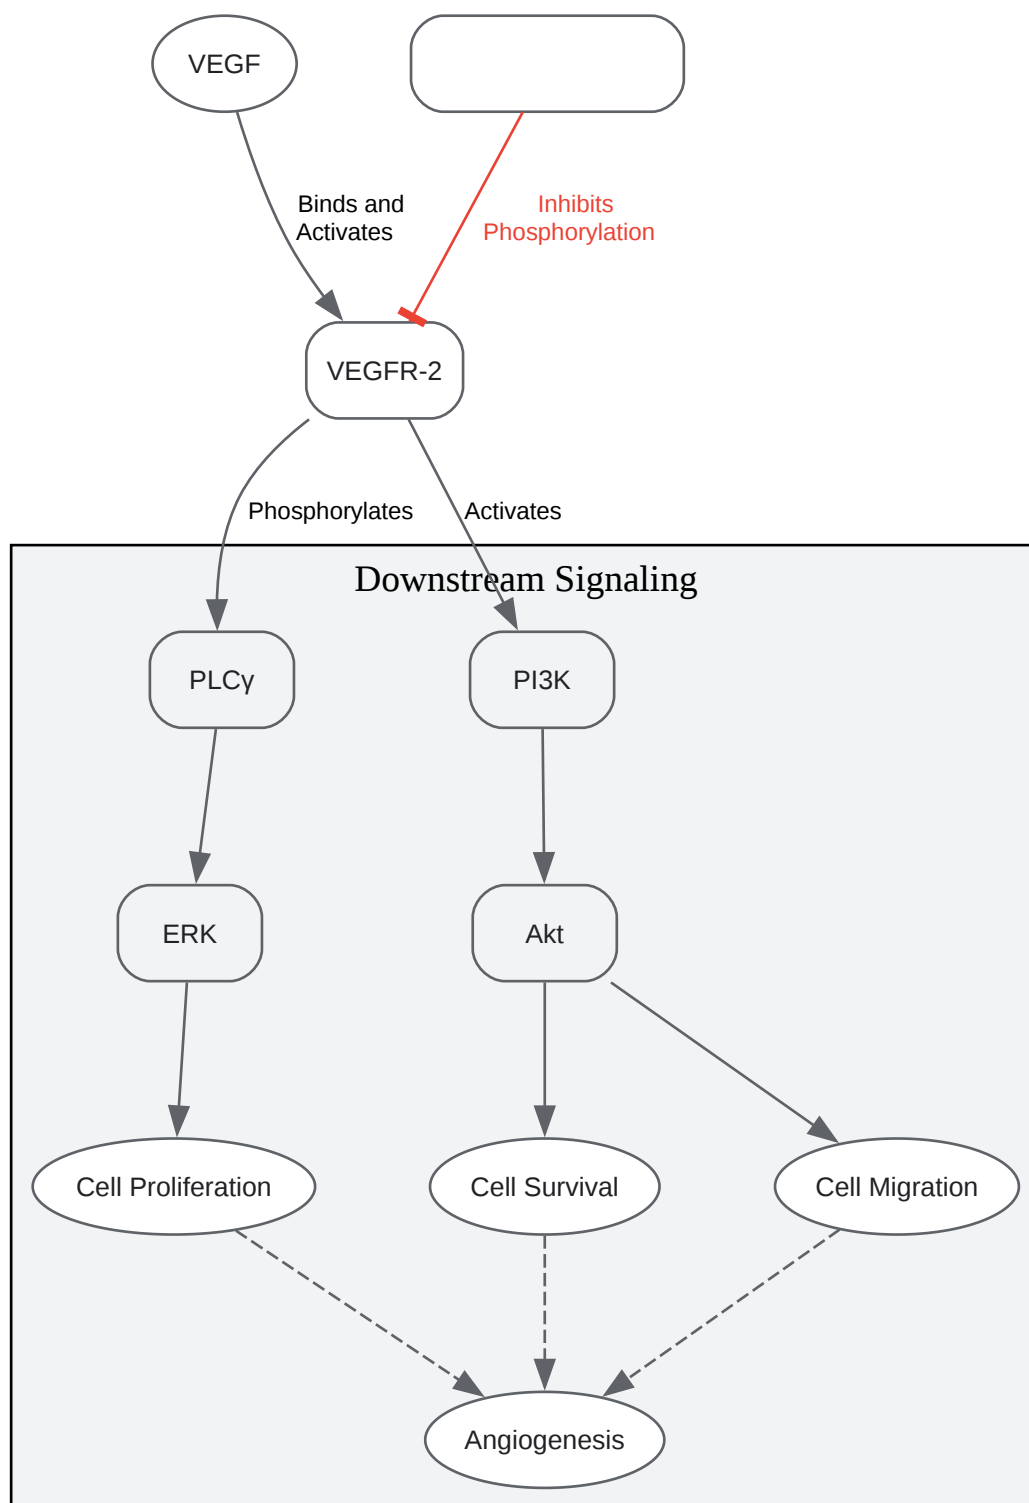 VEGF
Binds and
Activates
Inhibits
Phosphorylation
VEGFR-2
Phosphorylates
Activates
Downstream Signaling
PLCγ
PI3K
ERK
Akt
Cell Proliferation
Cell Survival
Cell Migration
Angiogenesis